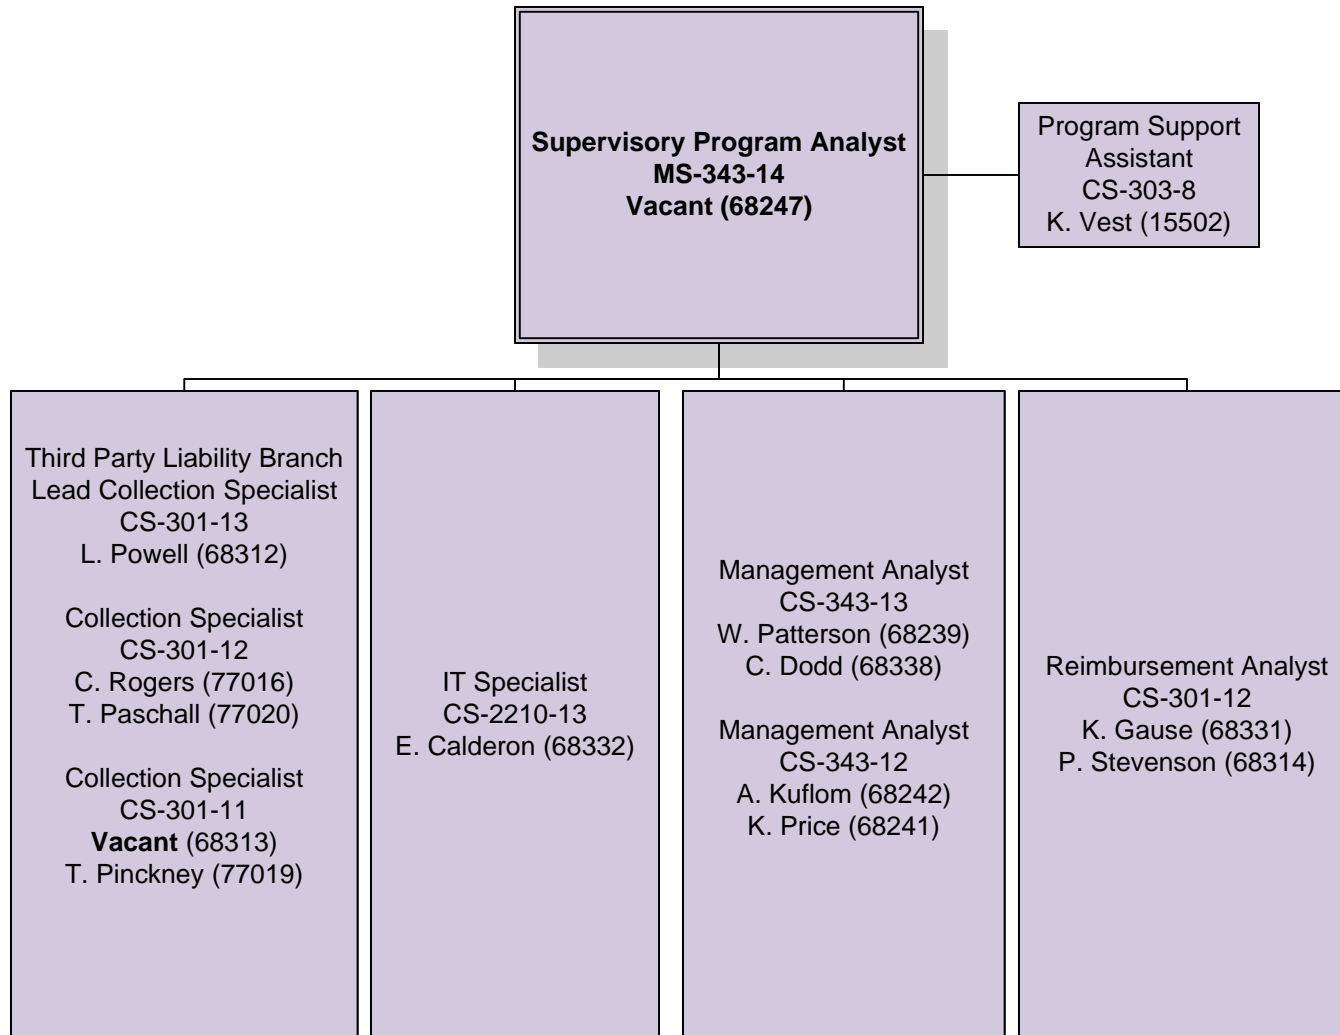 Supervisory Program Analyst
MS-343-14
Vacant (68247)
Program Support
Assistant
CS-303-8
K. Vest (15502)
Third Party Liability Branch
Lead Collection Specialist
CS-301-13
L. Powell (68312)
Collection Specialist
CS-301-12
C. Rogers (77016)
T. Paschall (77020)
Collection Specialist
CS-301-11
Vacant (68313)
T. Pinckney (77019)
IT Specialist
CS-2210-13
E. Calderon (68332)
Management Analyst
CS-343-13
W. Patterson (68239)
C. Dodd (68338)
Management Analyst
CS-343-12
A. Kuflom (68242)
K. Price (68241)
Reimbursement Analyst
CS-301-12
K. Gause (68331)
P. Stevenson (68314)